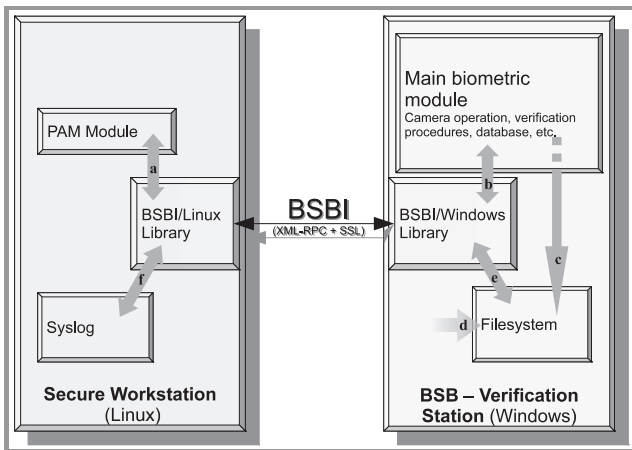 PAM Module
a
BSBI/Linux
Library
f
Syslog
Secure Workstation
(Linux)
BSBI
(XML-RPC + SSL)
Main biometric
module
Camera operation, verification
procedures, database, etc.
b
BSBI/Windows
Library
c
e
d
Filesystem
BSB – Verification
Station (Windows)